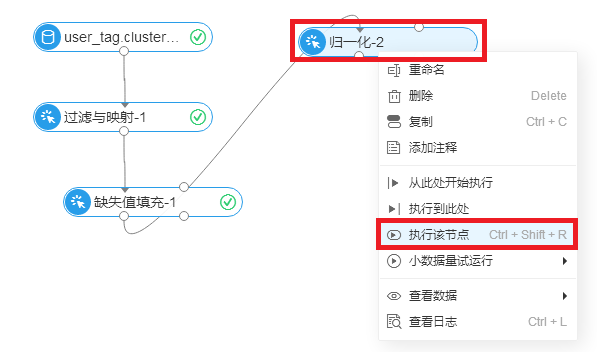 user_tag.cluster...
归一化-2
过滤与映射-1
缺失值填充-1
重命名
删除 Delete
复制 Ctrl + C
添加注释
从此处开始执行
执行到此处
执行该节点 Ctrl + Shift + R
小数据量试运行
查看数据
查看日志 Ctrl + L